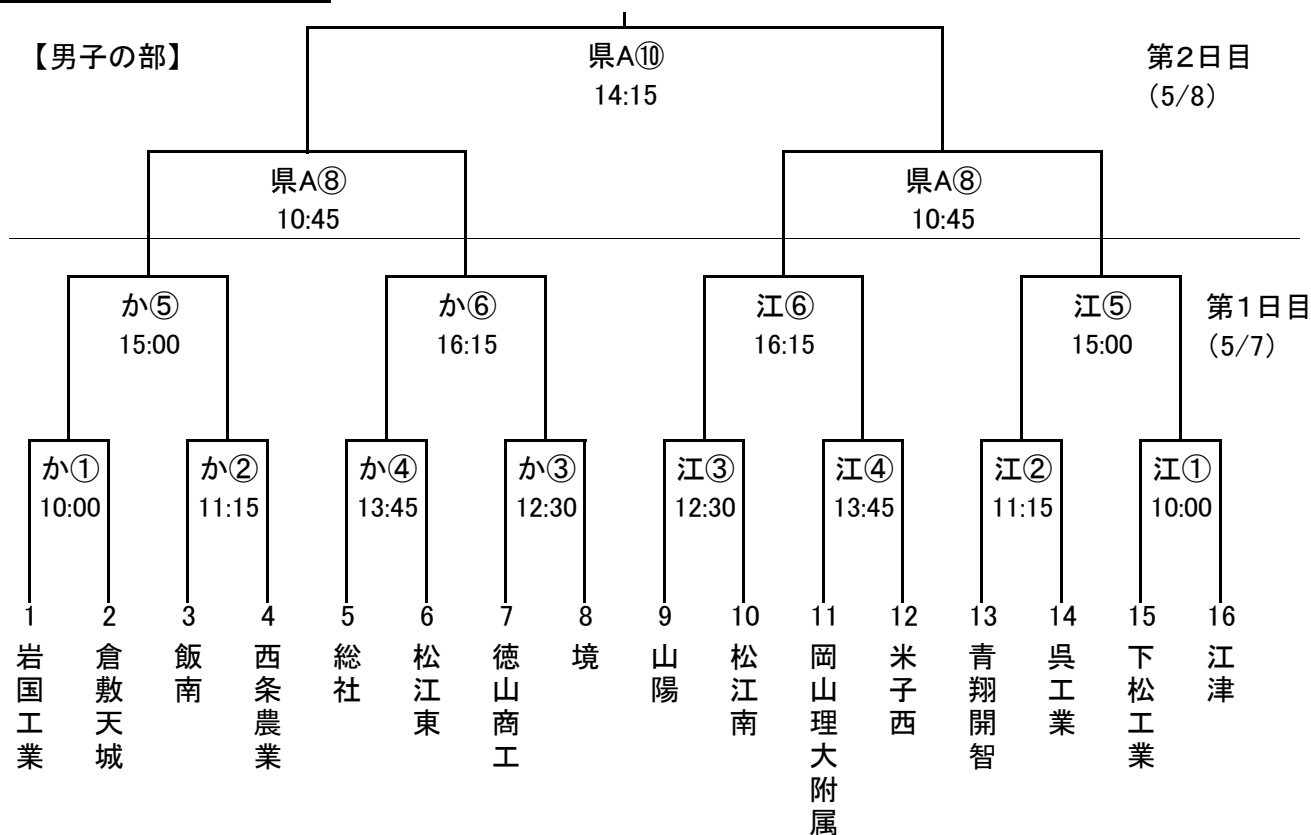 【男子の部】
県A⑩
14:15
第2日目
(5/8)
県A⑧
10:45
県A⑧
10:45
か⑤
15:00
か⑥
16:15
江⑥
16:15
江⑤
15:00
第1日目
(5/7)
か①
10:00
か②
11:15
か④
13:45
か③
12:30
江③
12:30
江④
13:45
江②
11:15
江①
10:00
1
岩国工業
2
倉敷天城
3
飯南
4
西条農業
5
総社
6
松江東
7
徳山商工
8
境
9
山陽
10
松江南
11
岡山理大附属
12
米子西
13
青翔開智
14
呉工業
15
下松工業
16
江津